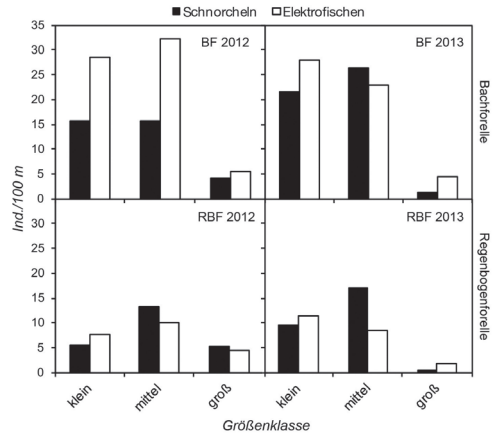 Schnorcheln Elektrofischen
BF 2012
BF 2013
35
30
25
20
15
10
5
0
Bachforelle
Ind./100 m
RBF 2012
RBF 2013
30
25
20
15
10
5
0
Regenbogenforelle
klein mittel groß klein mittel groß
Größenklasse